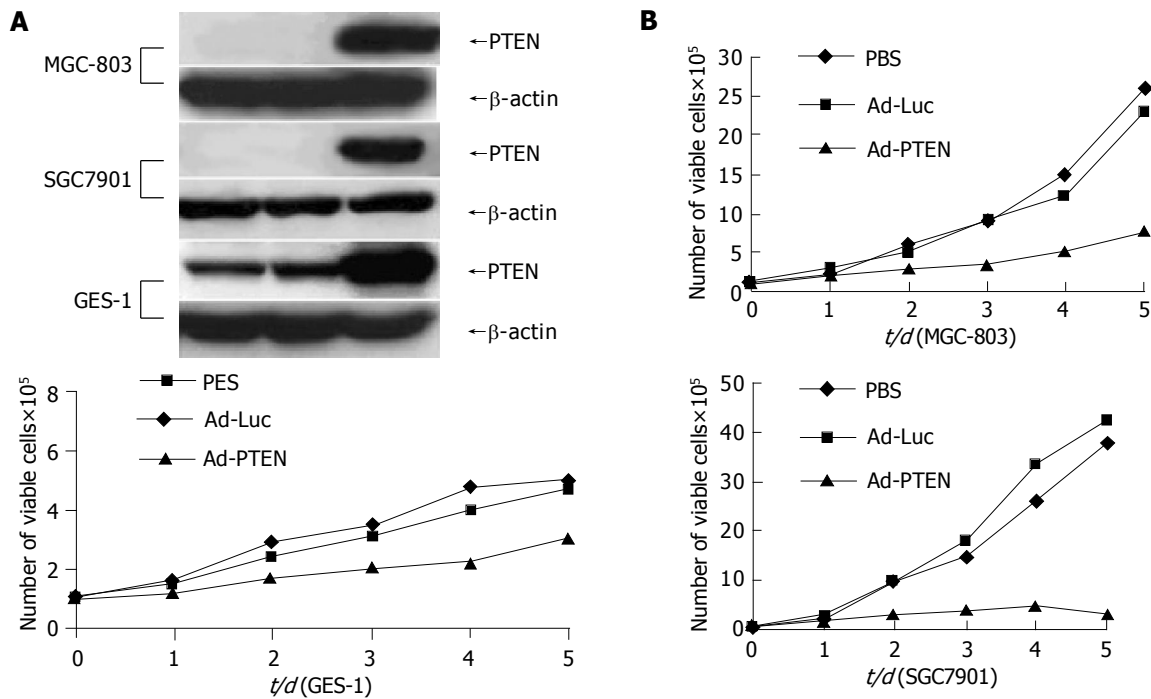 A
MGC-803
←PTEN
←β-actin
SGC7901
←PTEN
←β-actin
GES-1
←PTEN
←β-actin
Number of viable cells×10⁵
8
6
4
2
0
PES
Ad-Luc
Ad-PTEN
0 1 2 3 4 5
t/d (GES-1)
B
Number of viable cells×10⁵
30
25
20
15
10
5
0
PBS
Ad-Luc
Ad-PTEN
0 1 2 3 4 5
t/d (MGC-803)
Number of viable cells×10⁵
50
40
30
20
10
0
PBS
Ad-Luc
Ad-PTEN
0 1 2 3 4 5
t/d (SGC7901)